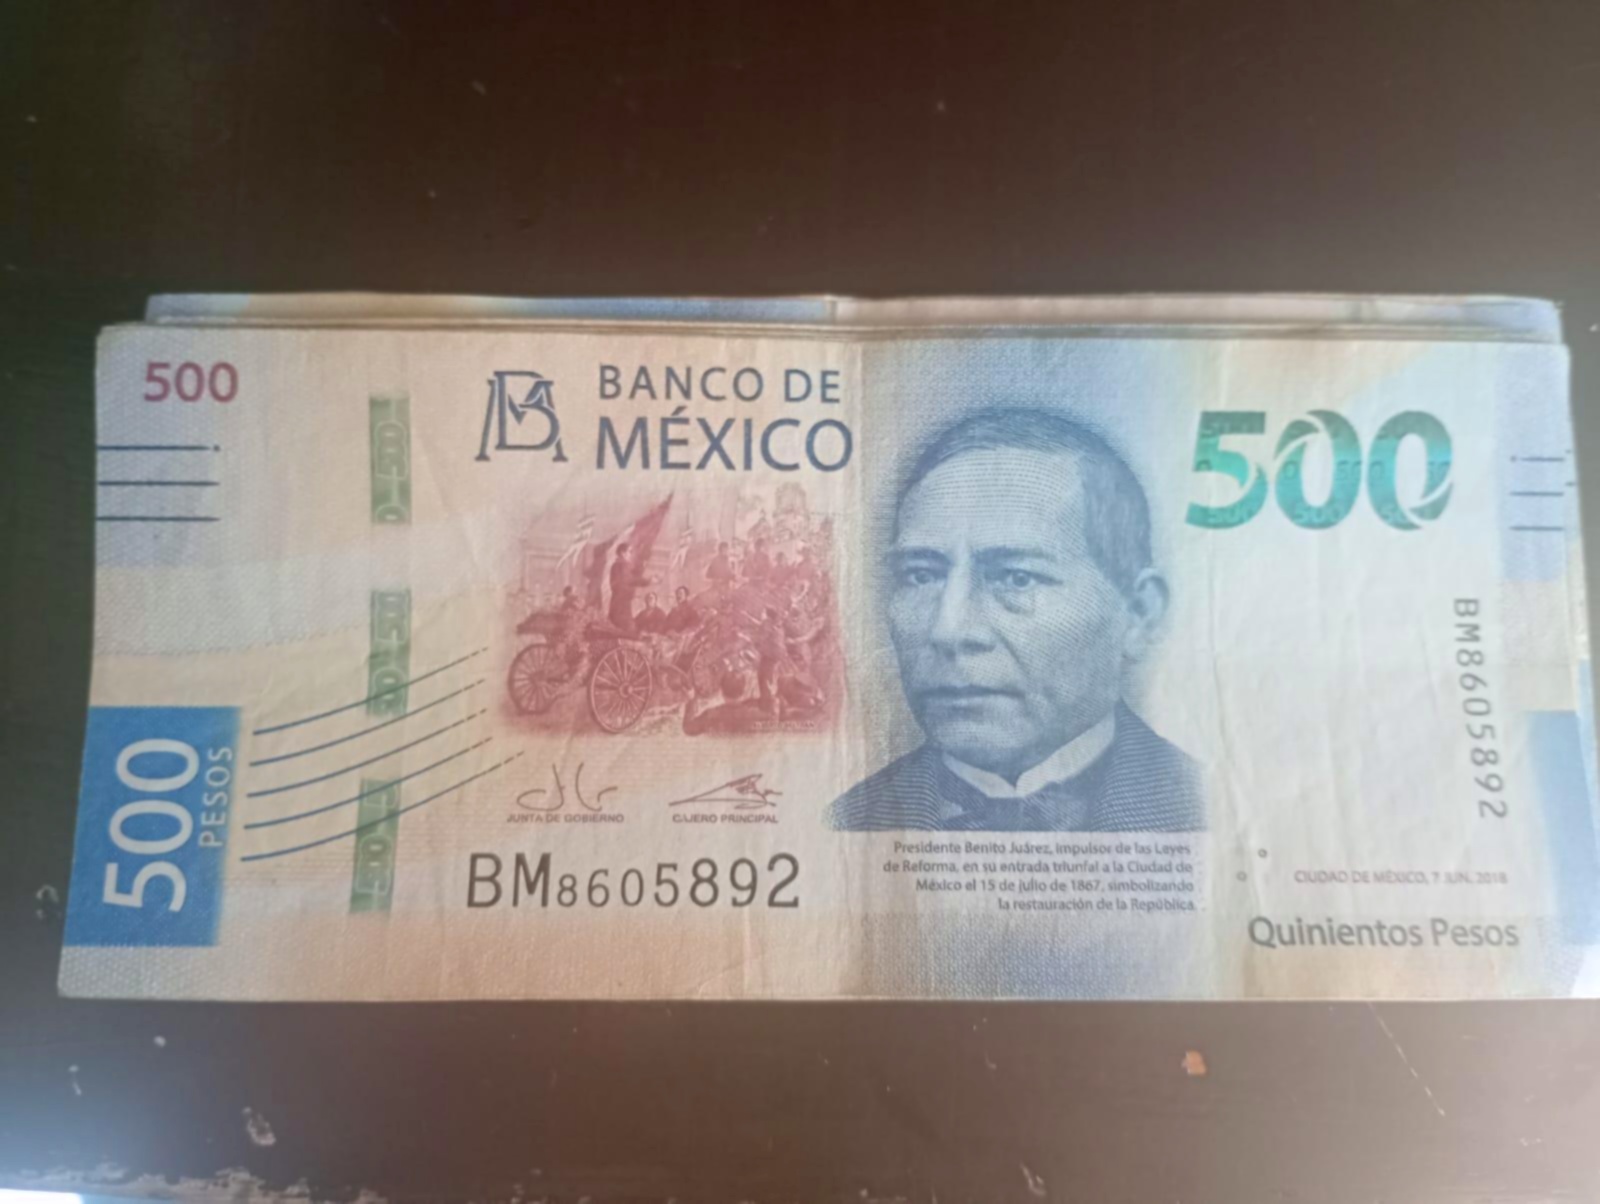 500
BANCO DE
MÉXICO
500
BM8605892
500
PESOS
JUNTA DE GOBIERNO
CAJERO PRINCIPAL
BM8605892
Presidente Benito Juárez, impulsor de las Leyes
de Reforma, en su entrada triunfal a la Ciudad de
México el 15 de julio de 1867, simbolizando
la restauración de la República.
CIUDAD DE MÉXICO, 7 JUN. 2018
Quinientos Pesos